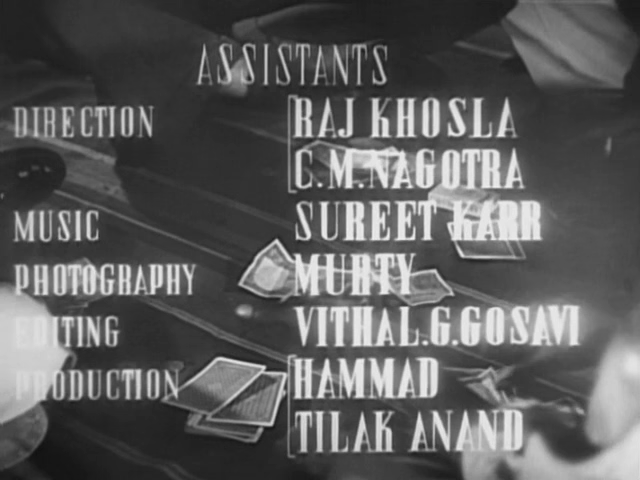 ASSISTANTS
DIRECTION RAJ KHOSLA
C.M.NAGOTRA
MUSIC SUREET KARR
PHOTOGRAPHY MURTY
EDITING VITHAL.G.GOSAVI
PRODUCTION HAMMAD
TILAK ANAND